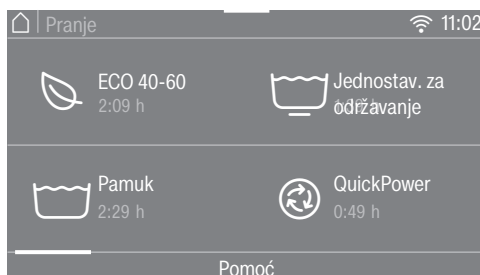 Pranje 11:02
ECO 40-60
2:09 h
Jednostav. za
održavanje
Pamuk
2:29 h
QuickPower
0:49 h
Pomoć